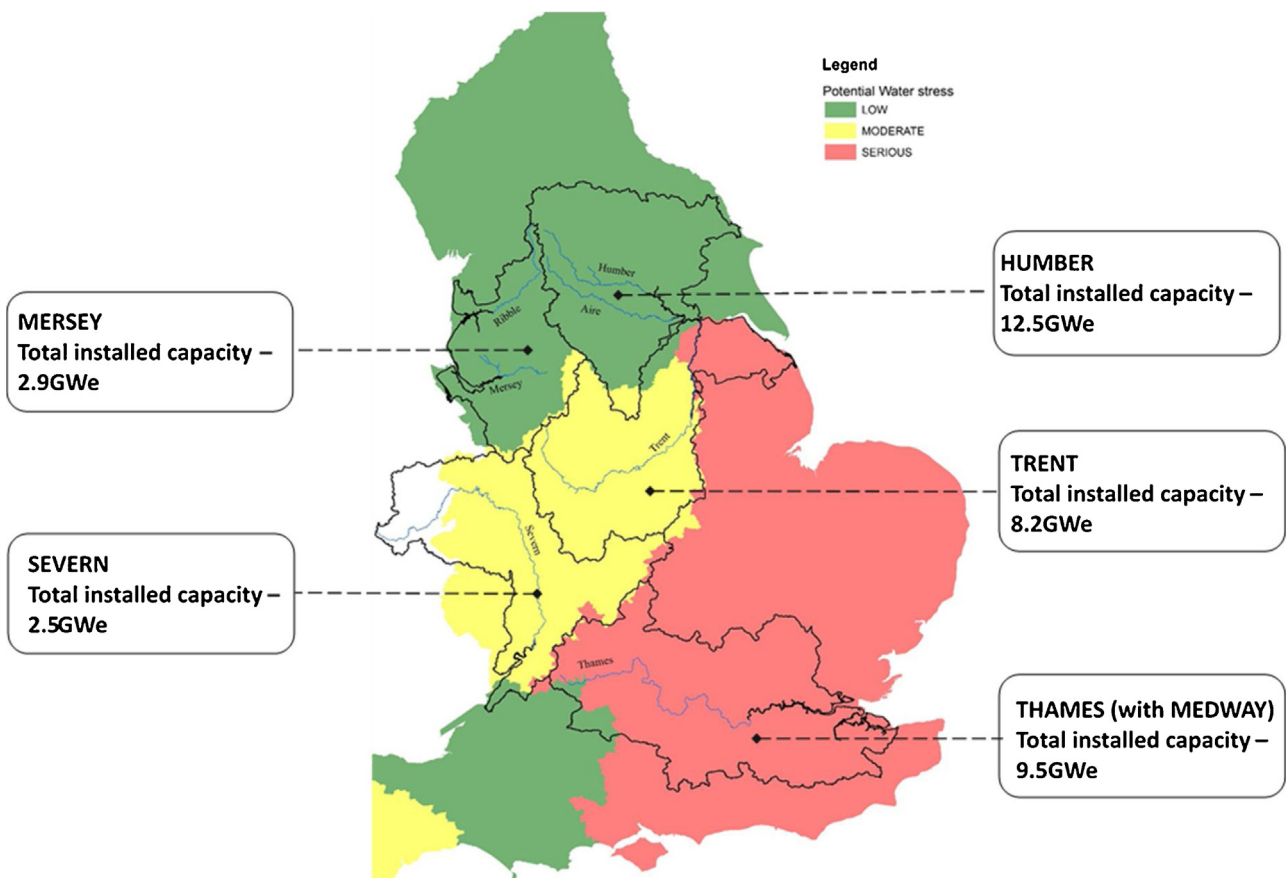 Legend
Potential Water stress
LOW
MODERATE
SERIOUS
HUMBER
Total installed capacity –
12.5GWe
MERSEY
Total installed capacity –
2.9GWe
Humber
Ribble
Aire
Mersey
Trent
TRENT
Total installed capacity –
8.2GWe
Severn
SEVERN
Total installed capacity –
2.5GWe
Thames
THAMES (with MEDWAY)
Total installed capacity –
9.5GWe